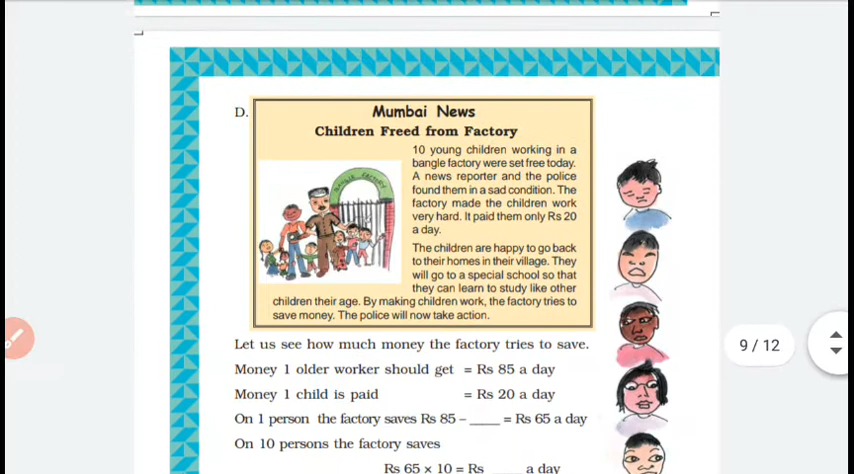 D.
Mumbai News
Children Freed from Factory
10 young children working in a
bangle factory were set free today.
A news reporter and the police
found them in a sad condition. The
factory made the children work
very hard. It paid them only Rs 20
a day.
The children are happy to go back
to their homes in their village. They
will go to a special school so that
they can learn to study like other
children their age. By making children work, the factory tries to
save money. The police will now take action.
BANGLE FACTORY
Let us see how much money the factory tries to save.
Money 1 older worker should get = Rs 85 a day
Money 1 child is paid = Rs 20 a day
On 1 person the factory saves Rs 85 – ____ = Rs 65 a day
On 10 persons the factory saves
Rs 65 × 10 = Rs ____ a day
9 / 12